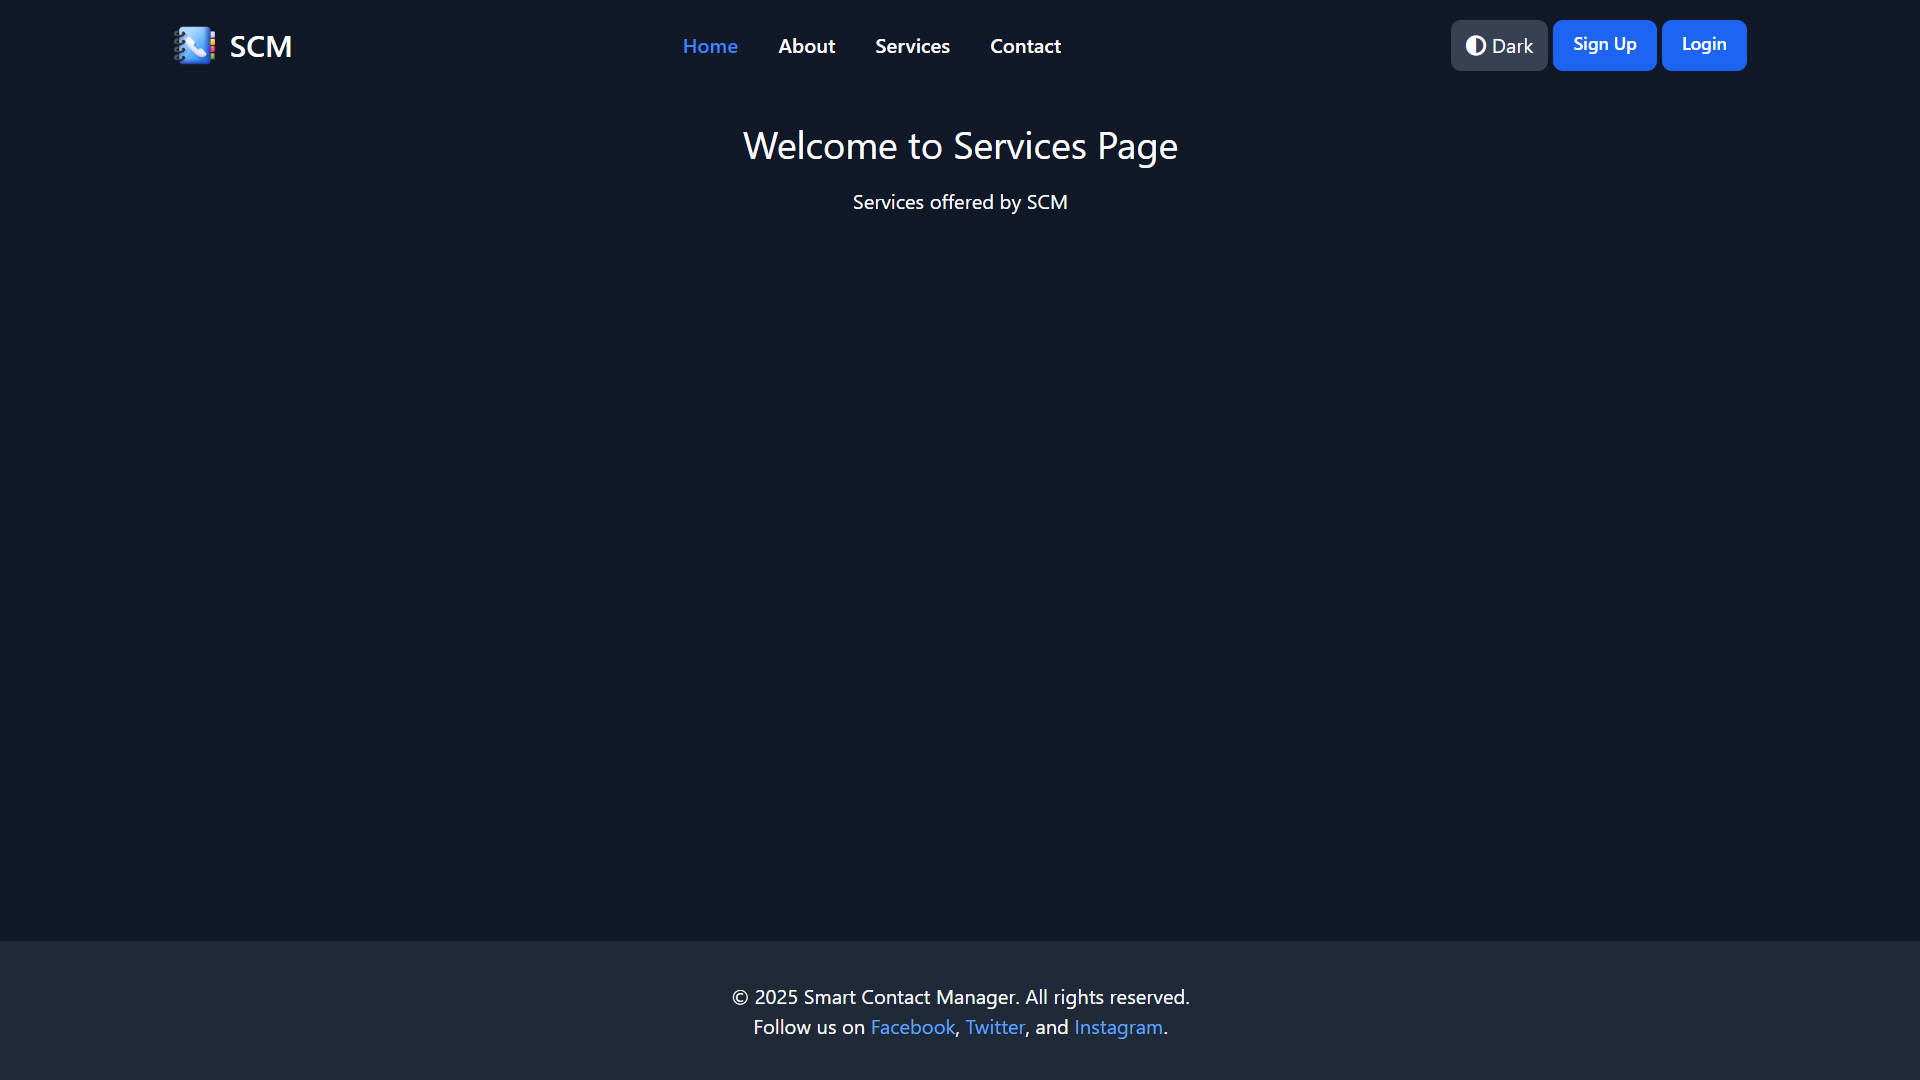 SCM
Home About Services Contact
Dark Sign Up Login
Welcome to Services Page
Services offered by SCM
© 2025 Smart Contact Manager. All rights reserved.
Follow us on Facebook, Twitter, and Instagram.